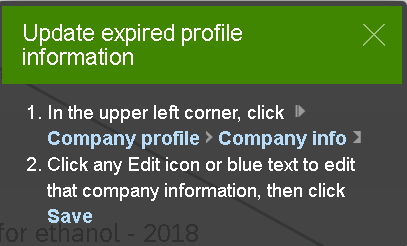 Update expired profile
information
1. In the upper left corner, click
Company profile > Company info
2. Click any Edit icon or blue text to edit
that company information, then click
Save
for ethanol - 2018